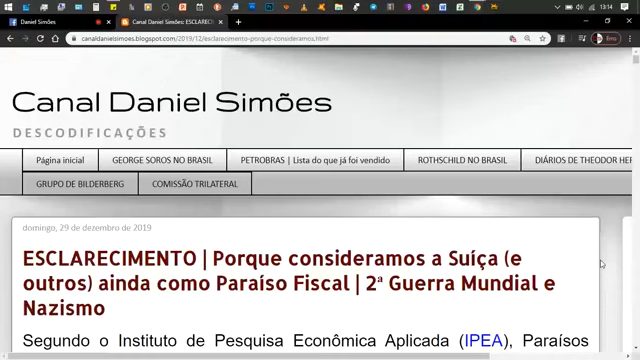 Daniel Simões
Canal Daniel Simões: ESCLAREC
13:14
canaldanielsimoes.blogspot.com/2019/12/esclarecimento-porque-consideramos.html
Erro
Canal Daniel Simões
DESCODIFICAÇÕES
Página inicial
GEORGE SOROS NO BRASIL
PETROBRAS | Lista do que já foi vendido
ROTHSCHILD NO BRASIL
DIÁRIOS DE THEODOR HER
GRUPO DE BILDERBERG
COMISSÃO TRILATERAL
domingo, 29 de dezembro de 2019
ESCLARECIMENTO | Porque consideramos a Suíça (e
outros) ainda como Paraíso Fiscal | 2ª Guerra Mundial e
Nazismo
Segundo o Instituto de Pesquisa Econômica Aplicada (IPEA), Paraísos